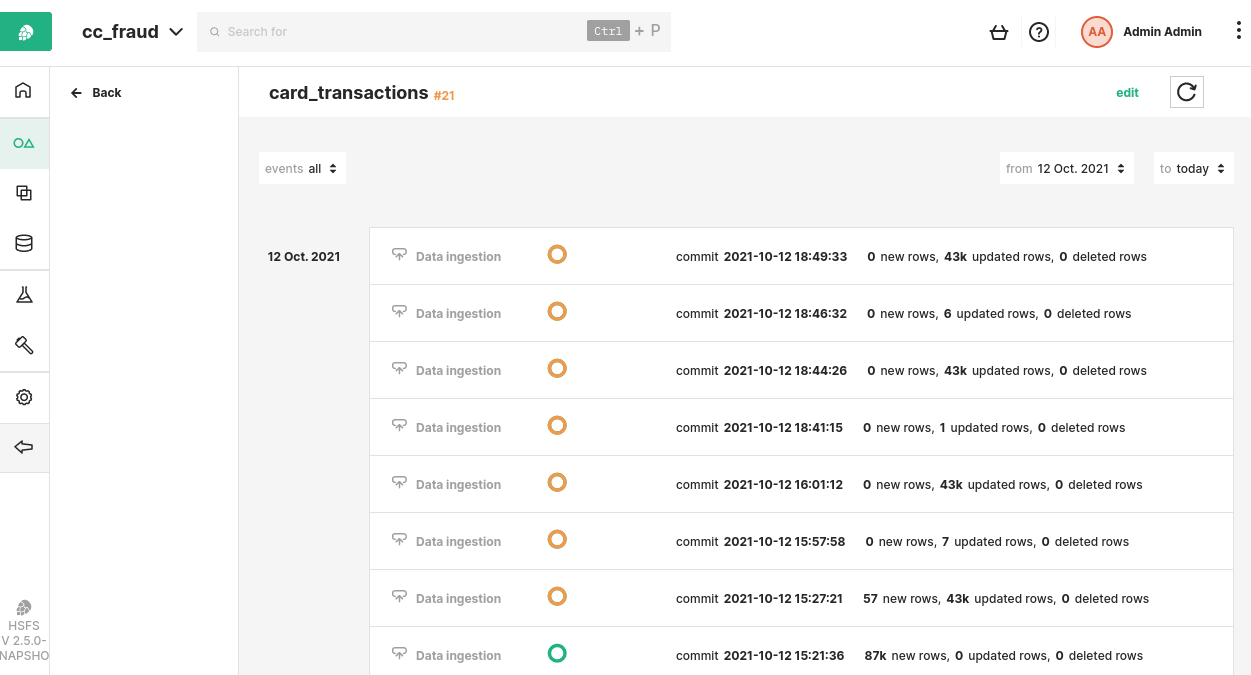 cc_fraud Search for Ctrl + P ? AA Admin Admin
Back
card_transactions #21 edit
events all from 12 Oct. 2021 to today
12 Oct. 2021 Data ingestion commit 2021-10-12 18:49:33 0 new rows, 43k updated rows, 0 deleted rows
Data ingestion commit 2021-10-12 18:46:32 0 new rows, 6 updated rows, 0 deleted rows
Data ingestion commit 2021-10-12 18:44:26 0 new rows, 43k updated rows, 0 deleted rows
Data ingestion commit 2021-10-12 18:41:15 0 new rows, 1 updated rows, 0 deleted rows
Data ingestion commit 2021-10-12 16:01:12 0 new rows, 43k updated rows, 0 deleted rows
Data ingestion commit 2021-10-12 15:57:58 0 new rows, 7 updated rows, 0 deleted rows
Data ingestion commit 2021-10-12 15:27:21 57 new rows, 43k updated rows, 0 deleted rows
Data ingestion commit 2021-10-12 15:21:36 87k new rows, 0 updated rows, 0 deleted rows
HSFS
V 2.5.0-
NAPSHO